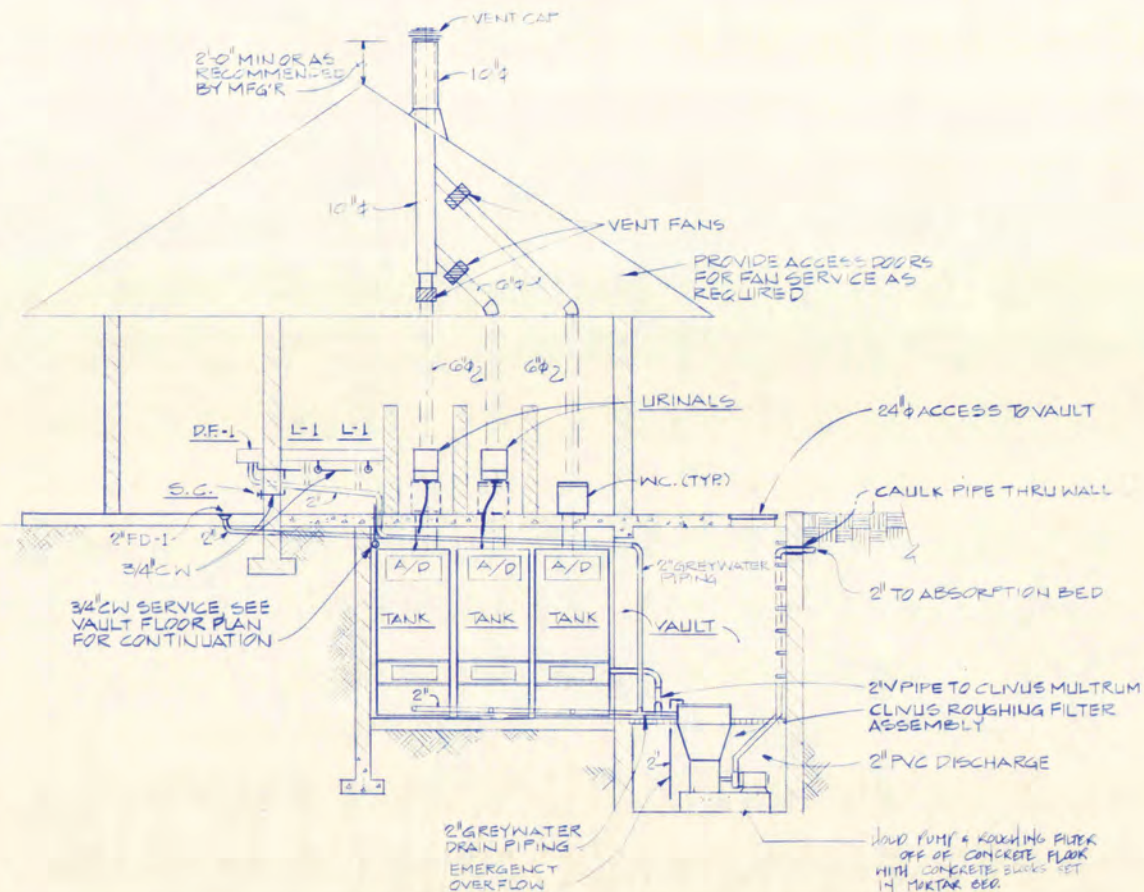 VENT CAP
2'-0" MIN OR AS
RECOMMENDED
BY MFG'R
10"⌀
10"⌀
VENT FANS
PROVIDE ACCESS DOORS
FOR FAN SERVICE AS
REQUIRED
6"⌀
6"⌀
6"⌀
URINALS
24"⌀ ACCESS TO VAULT
D.F.-1
L-1
L-1
S.C.
2"
W.C. (TYP.)
CAULK PIPE THRU WALL
2" FD-1
2"
3/4" CW
A/D
A/D
A/D
2" GREYWATER
PIPING
2" TO ABSORPTION BED
3/4" CW SERVICE, SEE
VAULT FLOOR PLAN
FOR CONTINUATION
TANK
TANK
TANK
VAULT
2"
2" V PIPE TO CLIVUS MULTRUM
CLIVUS ROUGHING FILTER
ASSEMBLY
2"
2" PVC DISCHARGE
2" GREYWATER
DRAIN PIPING
EMERGENCY
OVERFLOW
HOLD PUMP & ROUGHING FILTER
OFF OF CONCRETE FLOOR
WITH CONCRETE BLOCKS SET
IN MORTAR BED.